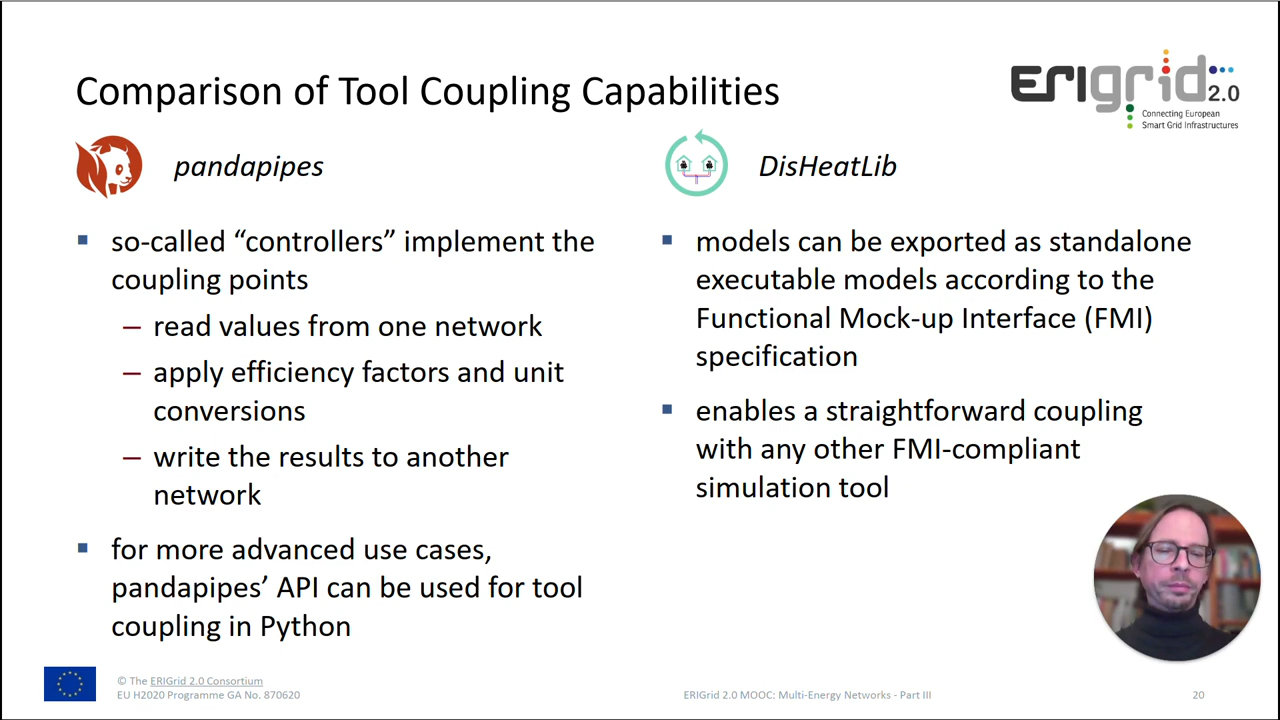 Comparison of Tool Coupling Capabilities
ERIGrid 2.0
Connecting European
Smart Grid Infrastructures
pandapipes
so-called “controllers” implement the
coupling points
– read values from one network
– apply efficiency factors and unit
conversions
– write the results to another
network
for more advanced use cases,
pandapipes’ API can be used for tool
coupling in Python
DisHeatLib
models can be exported as standalone
executable models according to the
Functional Mock-up Interface (FMI)
specification
enables a straightforward coupling
with any other FMI-compliant
simulation tool
© The ERIGrid 2.0 Consortium
EU H2020 Programme GA No. 870620
ERIGrid 2.0 MOOC: Multi-Energy Networks - Part III
20